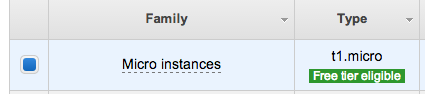 Family
Type
Micro instances
t1.micro
Free tier eligible